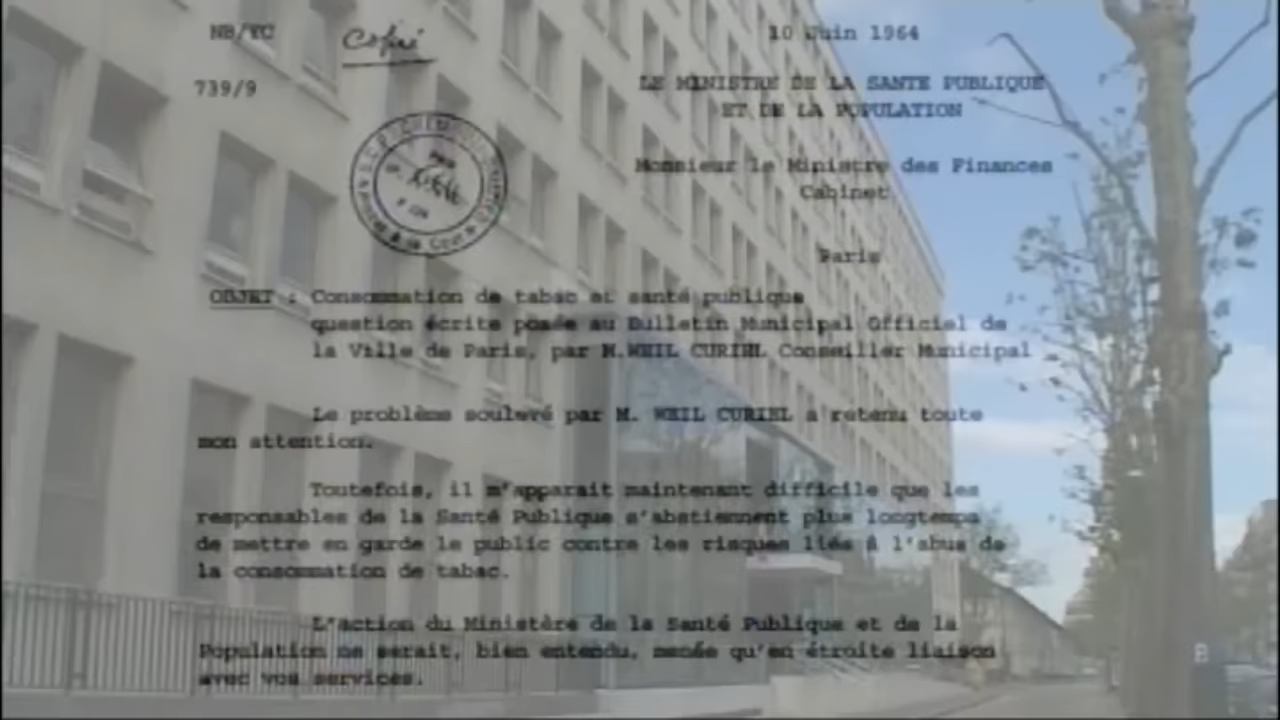 NB/YC
Copié
10 Juin 1964
739/9
LE MINISTRE DE LA SANTE PUBLIQUE
ET DE LA POPULATION
Monsieur le Ministre des Finances
Cabinet
Paris
OBJET : Consommation de tabac et santé publique
question écrite posée au Bulletin Municipal Officiel de
la Ville de Paris, par M.WEIL CURIEL Conseiller Municipal
Le problème soulevé par M. WEIL CURIEL a retenu toute
mon attention.
Toutefois, il m'apparait maintenant difficile que les
responsables de la Santé Publique s'abstiennent plus longtemps
de mettre en garde le public contre les risques liés à l'abus de
la consommation de tabac.
L'action du Ministère de la Santé Publique et de la
Population ne serait, bien entendu, menée qu'en étroite liaison
avec vos services.